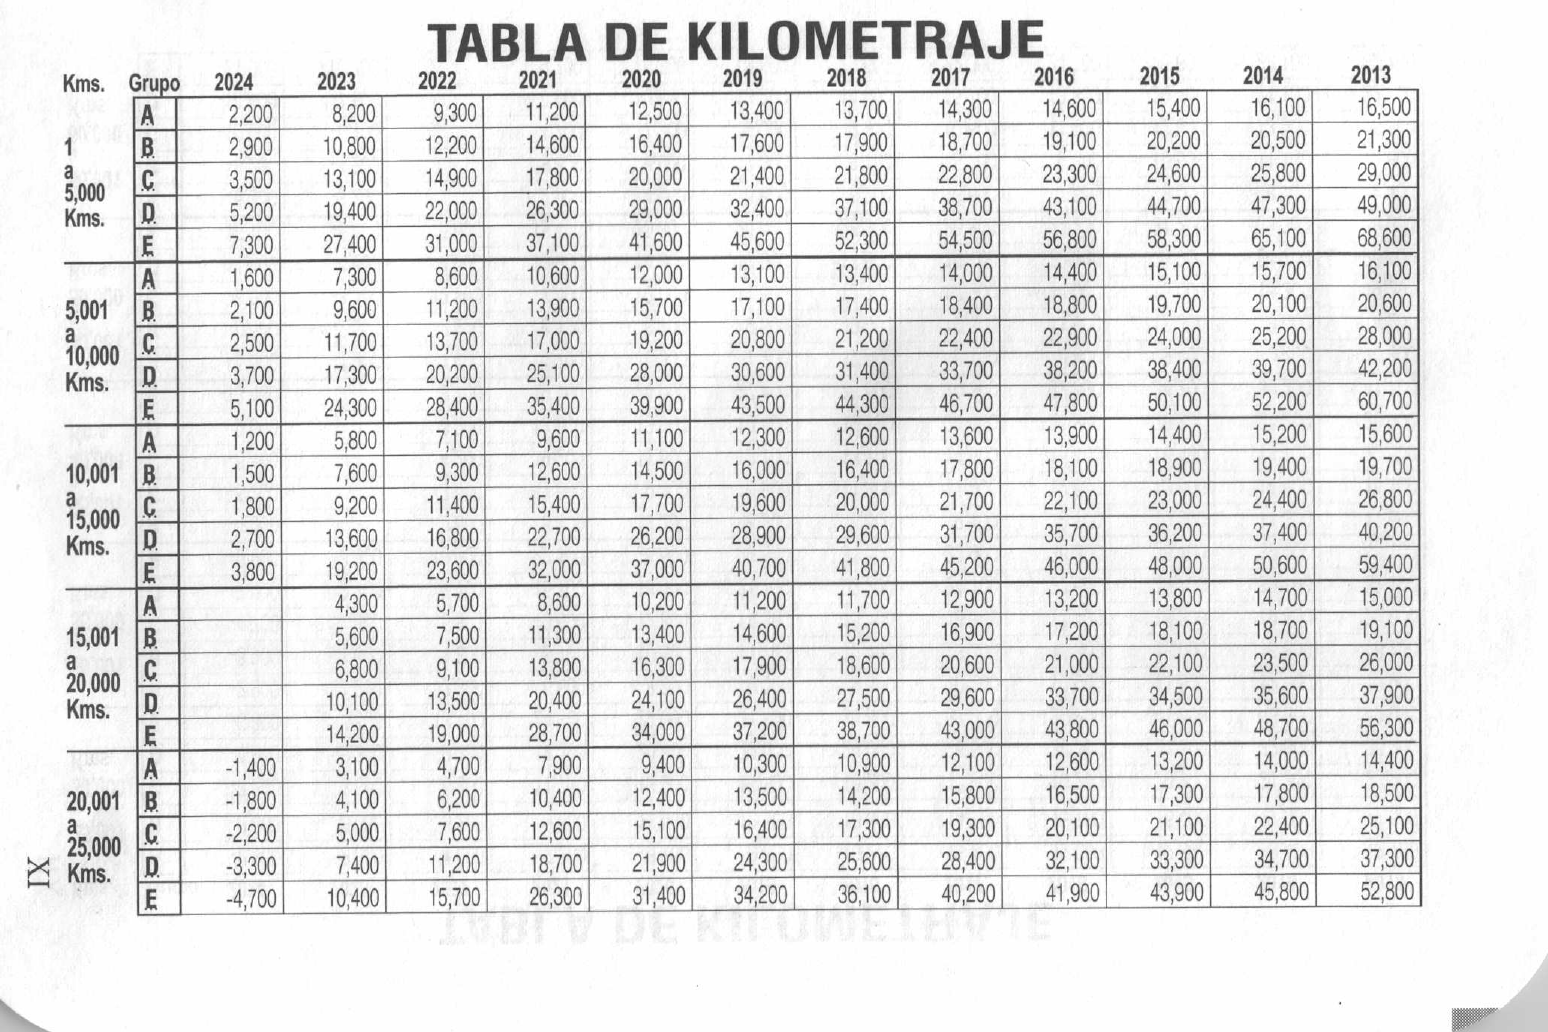 TABLA DE KILOMETRAJE
Kms. Grupo 2024 2023 2022 2021 2020 2019 2018 2017 2016 2015 2014 2013
1 a 5,000 Kms.
A 2,200 8,200 9,300 11,200 12,500 13,400 13,700 14,300 14,600 15,400 16,100 16,500
B 2,900 10,800 12,200 14,600 16,400 17,600 17,900 18,700 19,100 20,200 20,500 21,300
C 3,500 13,100 14,900 17,800 20,000 21,400 21,800 22,800 23,300 24,600 25,800 29,000
D 5,200 19,400 22,000 26,300 29,000 32,400 37,100 38,700 43,100 44,700 47,300 49,000
E 7,300 27,400 31,000 37,100 41,600 45,600 52,300 54,500 56,800 58,300 65,100 68,600
5,001 a 10,000 Kms.
A 1,600 7,300 8,600 10,600 12,000 13,100 13,400 14,000 14,400 15,100 15,700 16,100
B 2,100 9,600 11,200 13,900 15,700 17,100 17,400 18,400 18,800 19,700 20,100 20,600
C 2,500 11,700 13,700 17,000 19,200 20,800 21,200 22,400 22,900 24,000 25,200 28,000
D 3,700 17,300 20,200 25,100 28,000 30,600 31,400 33,700 38,200 38,400 39,700 42,200
E 5,100 24,300 28,400 35,400 39,900 43,500 44,300 46,700 47,800 50,100 52,200 60,700
10,001 a 15,000 Kms.
A 1,200 5,800 7,100 9,600 11,100 12,300 12,600 13,600 13,900 14,400 15,200 15,600
B 1,500 7,600 9,300 12,600 14,500 16,000 16,400 17,800 18,100 18,900 19,400 19,700
C 1,800 9,200 11,400 15,400 17,700 19,600 20,000 21,700 22,100 23,000 24,400 26,800
D 2,700 13,600 16,800 22,700 26,200 28,900 29,600 31,700 35,700 36,200 37,400 40,200
E 3,800 19,200 23,600 32,000 37,000 40,700 41,800 45,200 46,000 48,000 50,600 59,400
15,001 a 20,000 Kms.
A 4,300 5,700 8,600 10,200 11,200 11,700 12,900 13,200 13,800 14,700 15,000
B 5,600 7,500 11,300 13,400 14,600 15,200 16,900 17,200 18,100 18,700 19,100
C 6,800 9,100 13,800 16,300 17,900 18,600 20,600 21,000 22,100 23,500 26,000
D 10,100 13,500 20,400 24,100 26,400 27,500 29,600 33,700 34,500 35,600 37,900
E 14,200 19,000 28,700 34,000 37,200 38,700 43,000 43,800 46,000 48,700 56,300
20,001 a 25,000 Kms.
A -1,400 3,100 4,700 7,900 9,400 10,300 10,900 12,100 12,600 13,200 14,000 14,400
B -1,800 4,100 6,200 10,400 12,400 13,500 14,200 15,800 16,500 17,300 17,800 18,500
C -2,200 5,000 7,600 12,600 15,100 16,400 17,300 19,300 20,100 21,100 22,400 25,100
D -3,300 7,400 11,200 18,700 21,900 24,300 25,600 28,400 32,100 33,300 34,700 37,300
E -4,700 10,400 15,700 26,300 31,400 34,200 36,100 40,200 41,900 43,900 45,800 52,800
IX